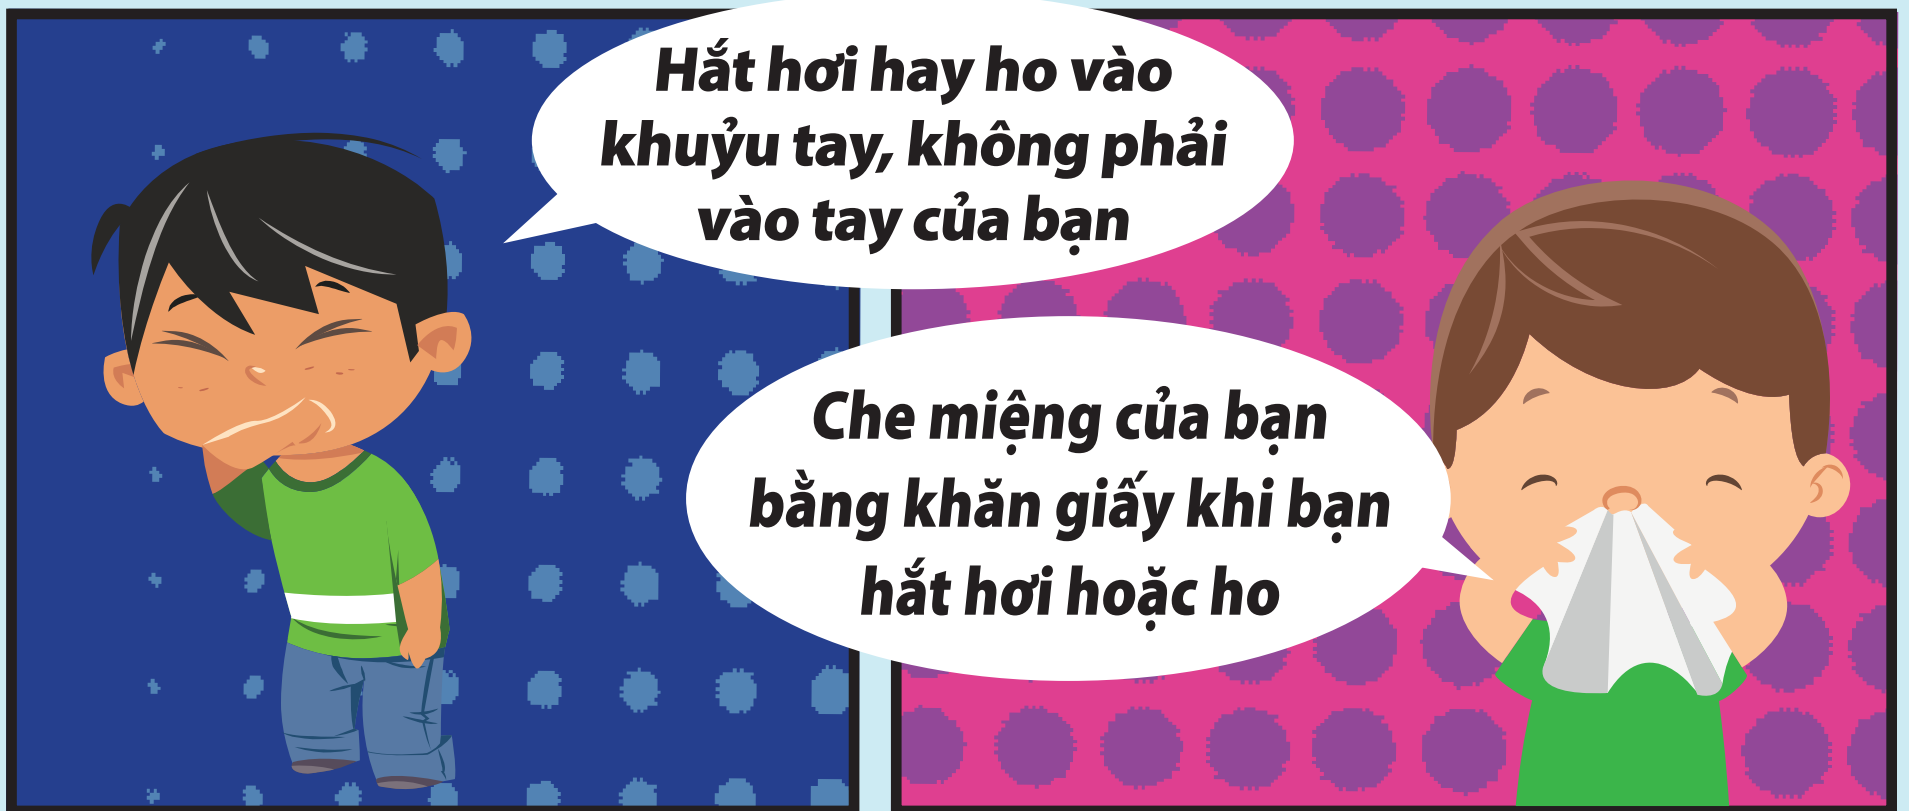 Hắt hơi hay ho vào
khuỷu tay, không phải
vào tay của bạn
Che miệng của bạn
bằng khăn giấy khi bạn
hắt hơi hoặc ho